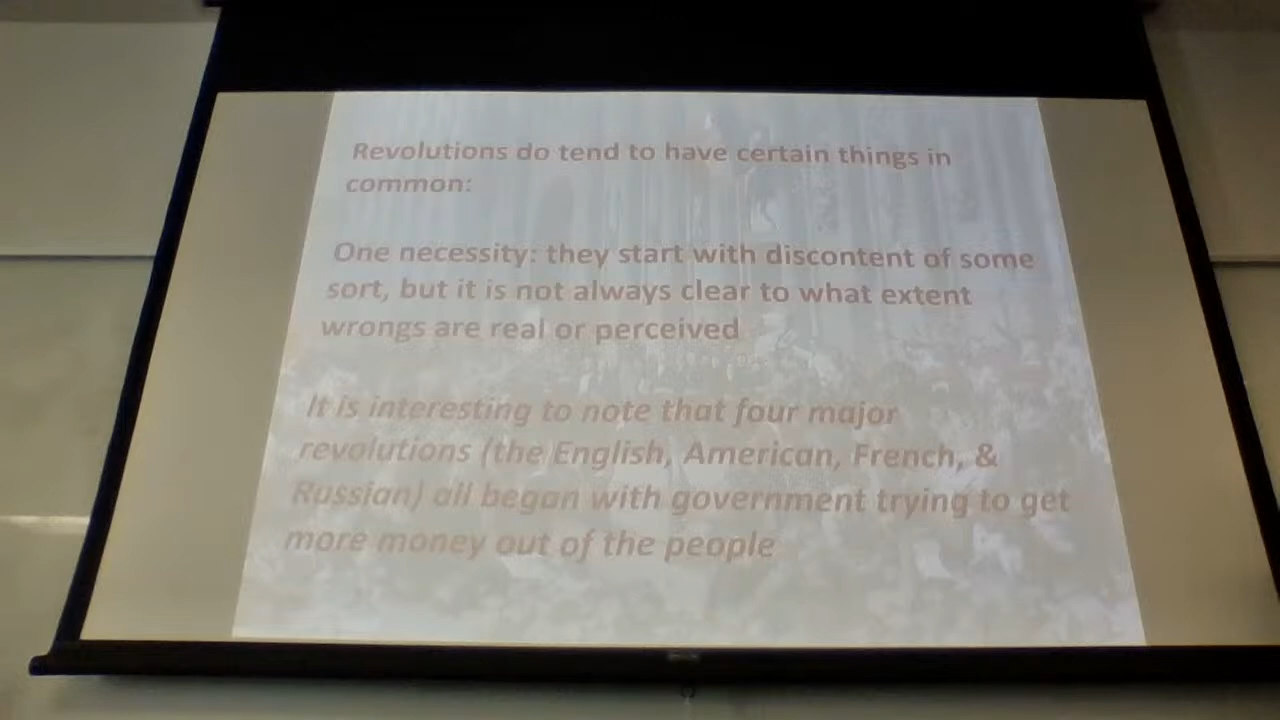 Revolutions do tend to have certain things in
common:
One necessity: they start with discontent of some
sort, but it is not always clear to what extent
wrongs are real or perceived
It is interesting to note that four major
revolutions (the English, American, French, &
Russian) all began with government trying to get
more money out of the people